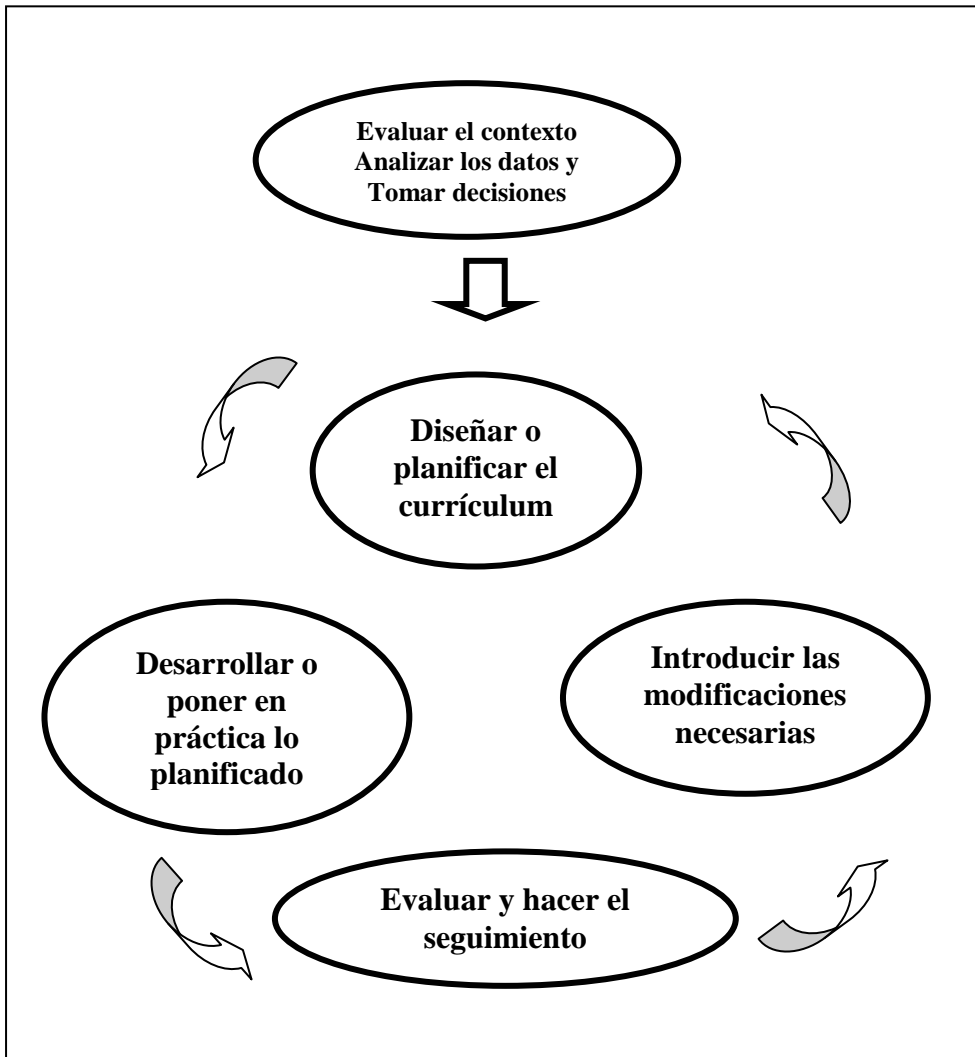 Evaluar el contexto
Analizar los datos y
Tomar decisiones
Diseñar o
planificar el
currículum
Desarrollar o
poner en
práctica lo
planificado
Introducir las
modificaciones
necesarias
Evaluar y hacer el
seguimiento